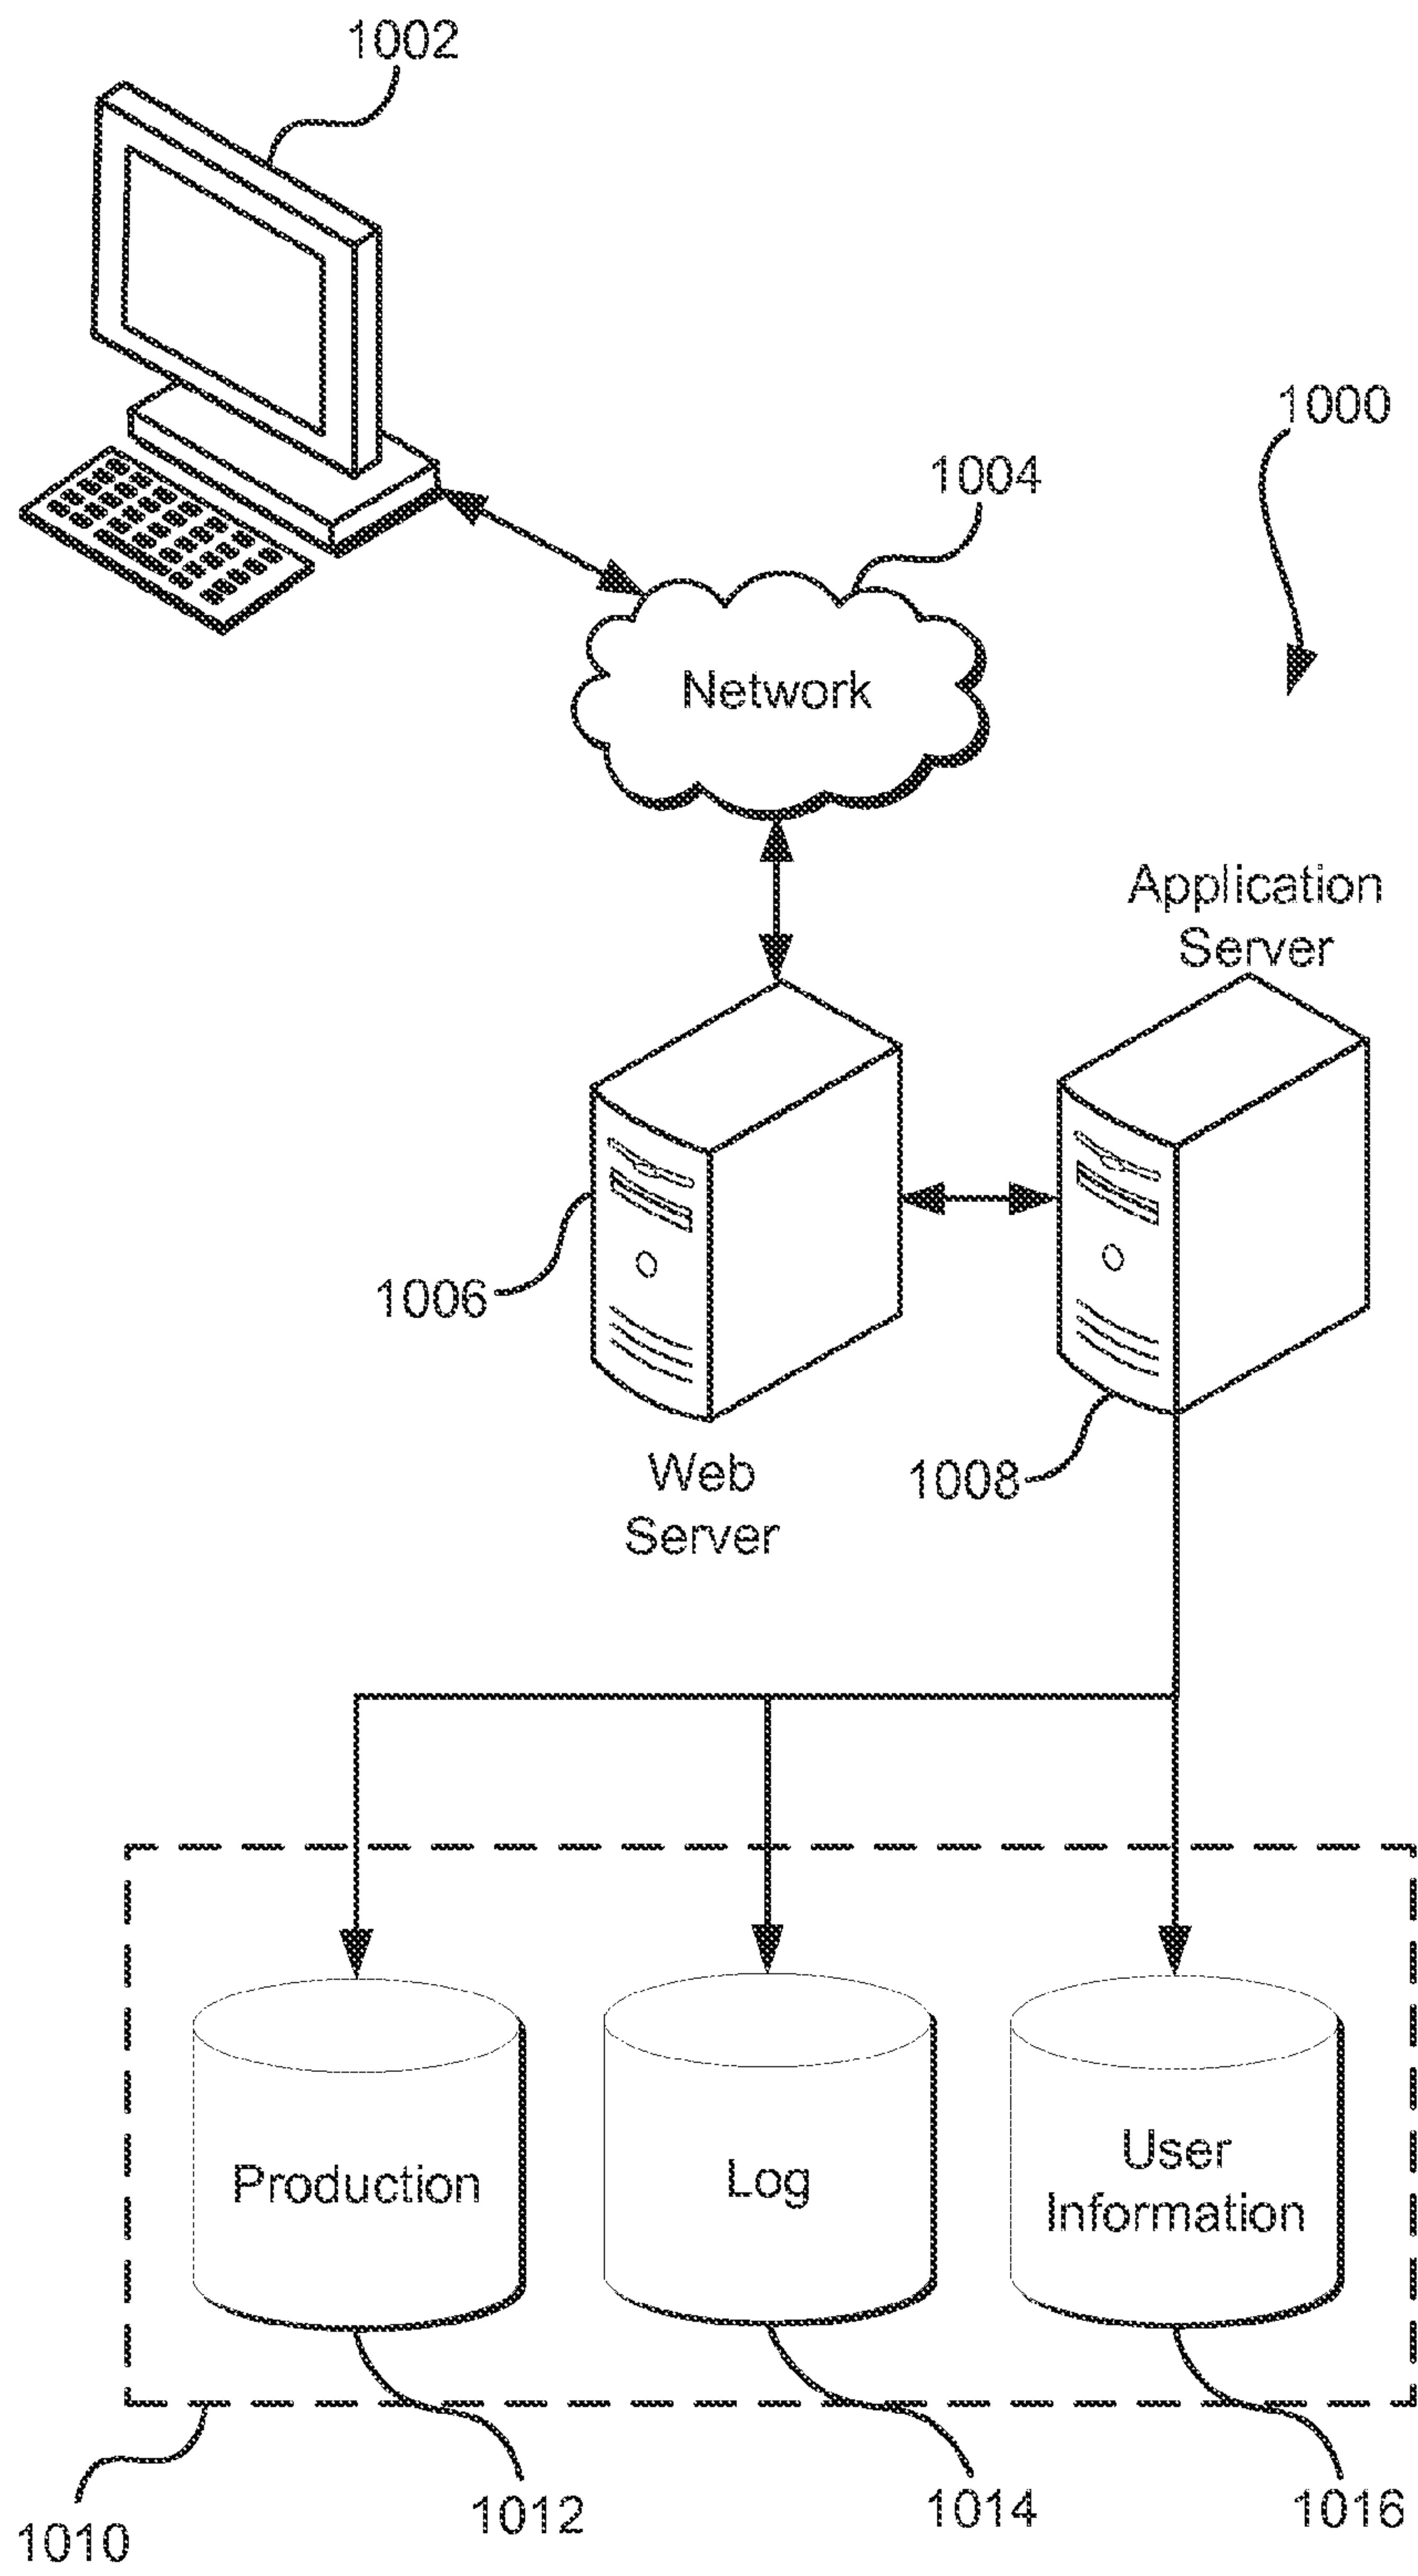 1002
1000
1004
Network
Application
Server
1006
Web
Server
1008
Production
Log
User
Information
1010
1012
1014
1016